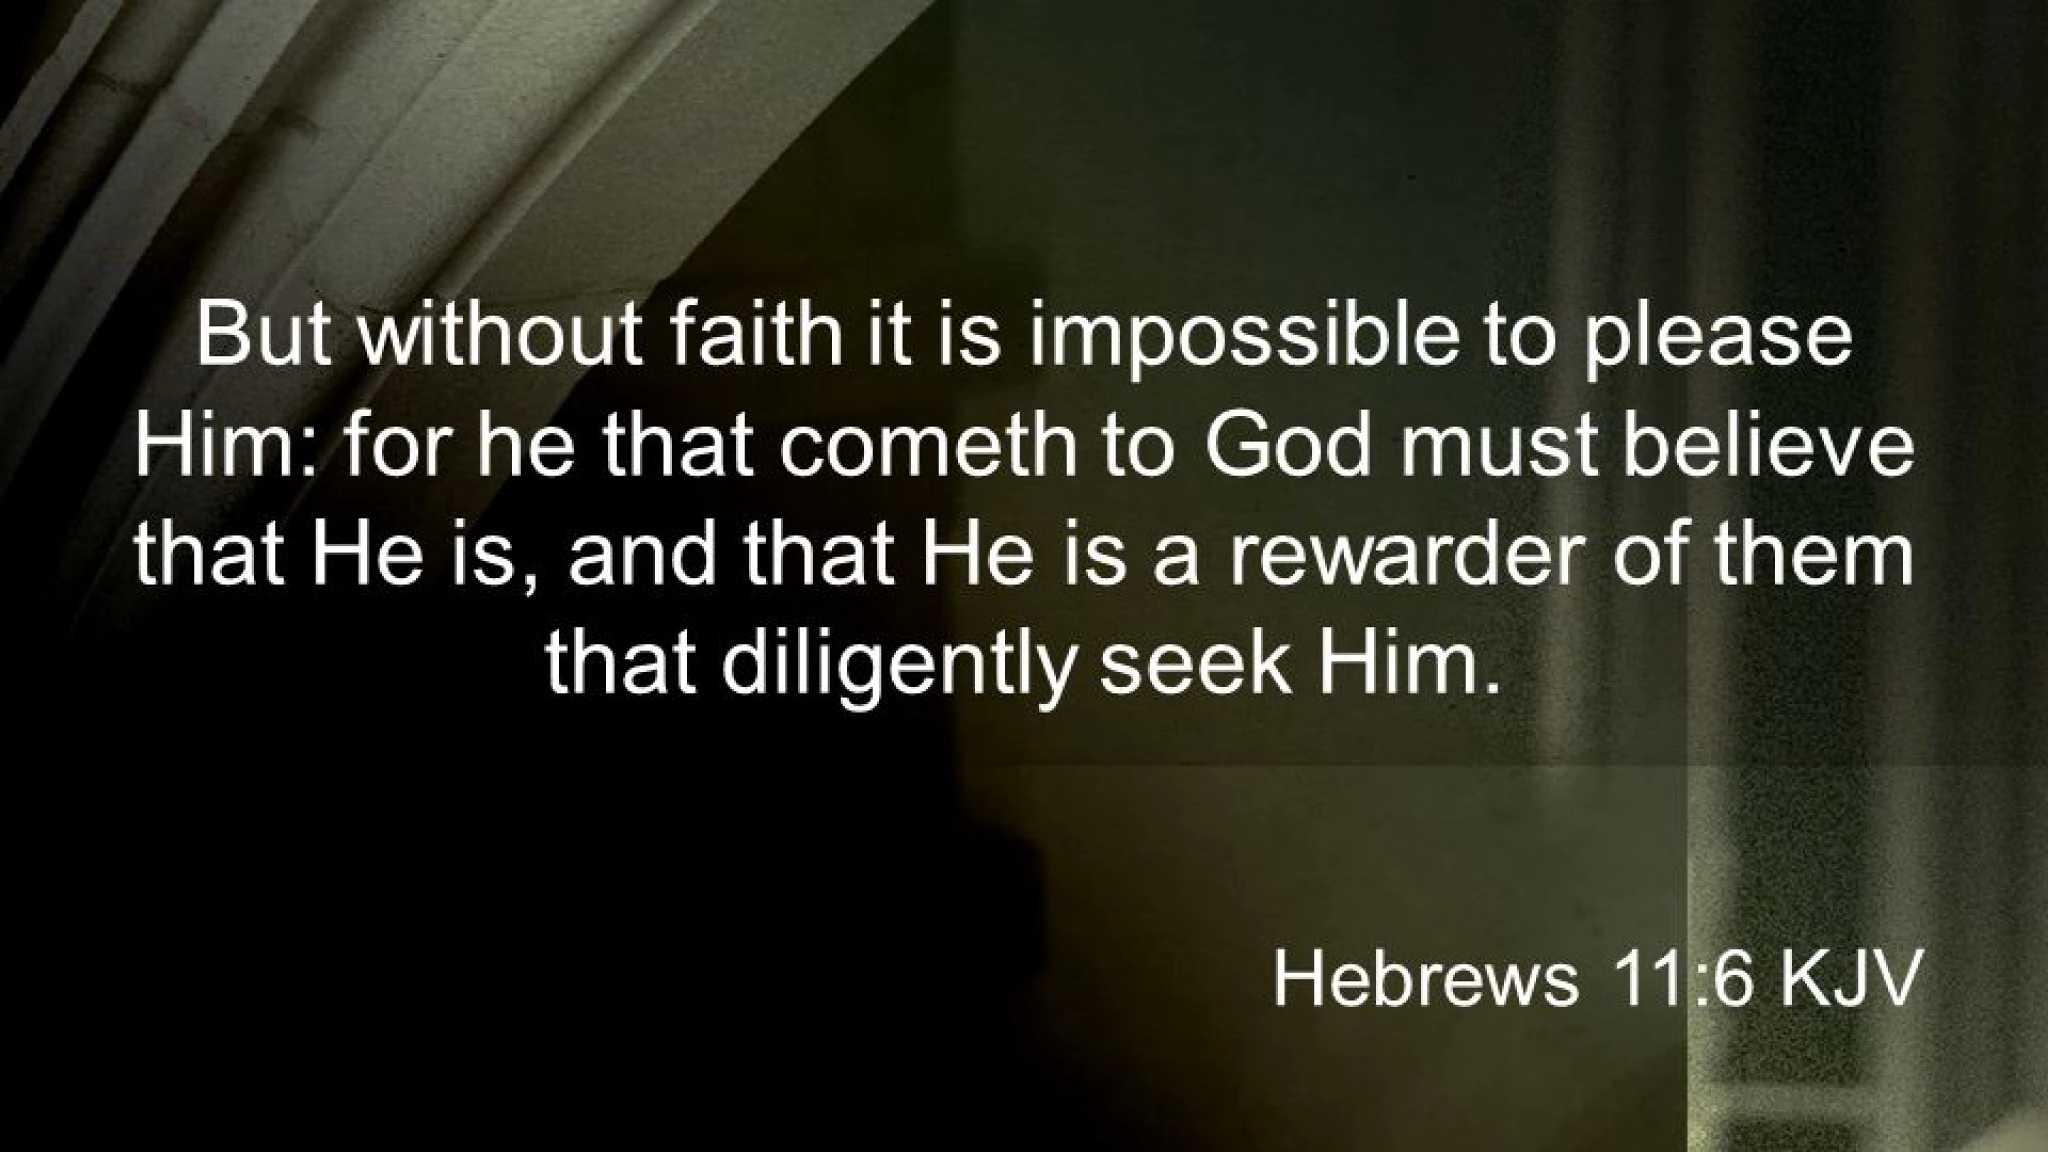 But without faith it is impossible to please
Him: for he that cometh to God must believe
that He is, and that He is a rewarder of them
that diligently seek Him.
Hebrews 11:6 KJV